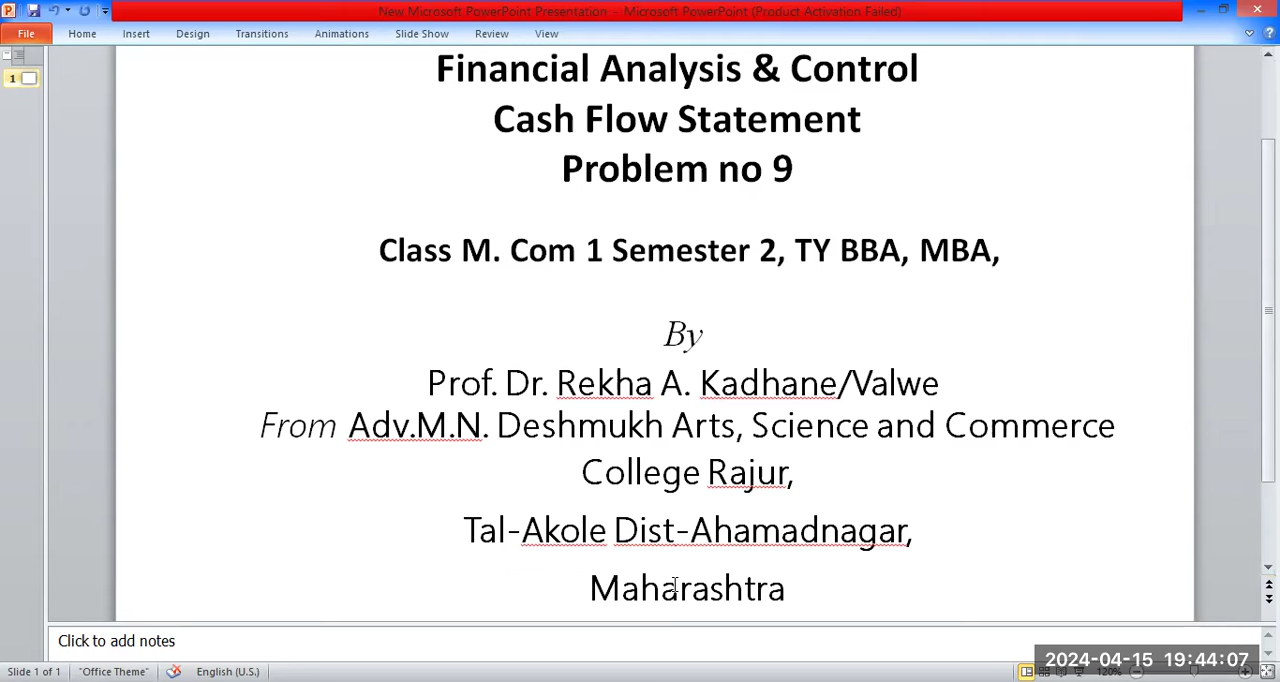 New Microsoft PowerPoint Presentation - Microsoft PowerPoint (Product Activation Failed)
File Home Insert Design Transitions Animations Slide Show Review View
1
Financial Analysis & Control
Cash Flow Statement
Problem no 9
Class M. Com 1 Semester 2, TY BBA, MBA,
By
Prof. Dr. Rekha A. Kadhane/Valwe
From Adv.M.N. Deshmukh Arts, Science and Commerce
College Rajur,
Tal-Akole Dist-Ahamadnagar,
Maharashtra
Click to add notes
2024-04-15 19:44:07
Slide 1 of 1 "Office Theme" English (U.S.) 120%